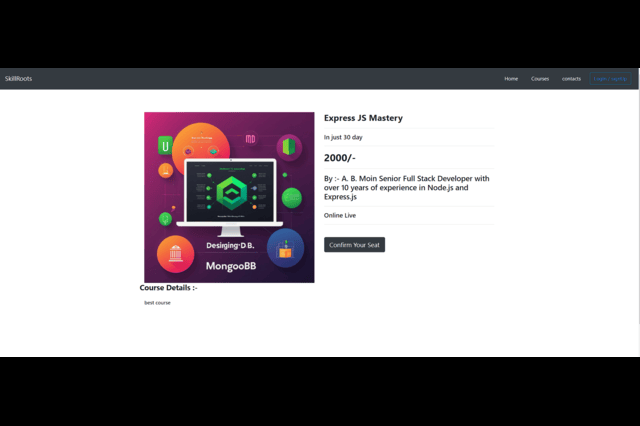 SkillRoots
Home
Courses
contacts
Express JS Mastery
In just 30 day
2000/-
By :- A. B. Moin Senior Full Stack Developer with
over 10 years of experience in Node.js and
Express.js
Online Live
Confirm Your Seat
MD
U
Desirging-D B.
MongooBB
Course Details :-
best course